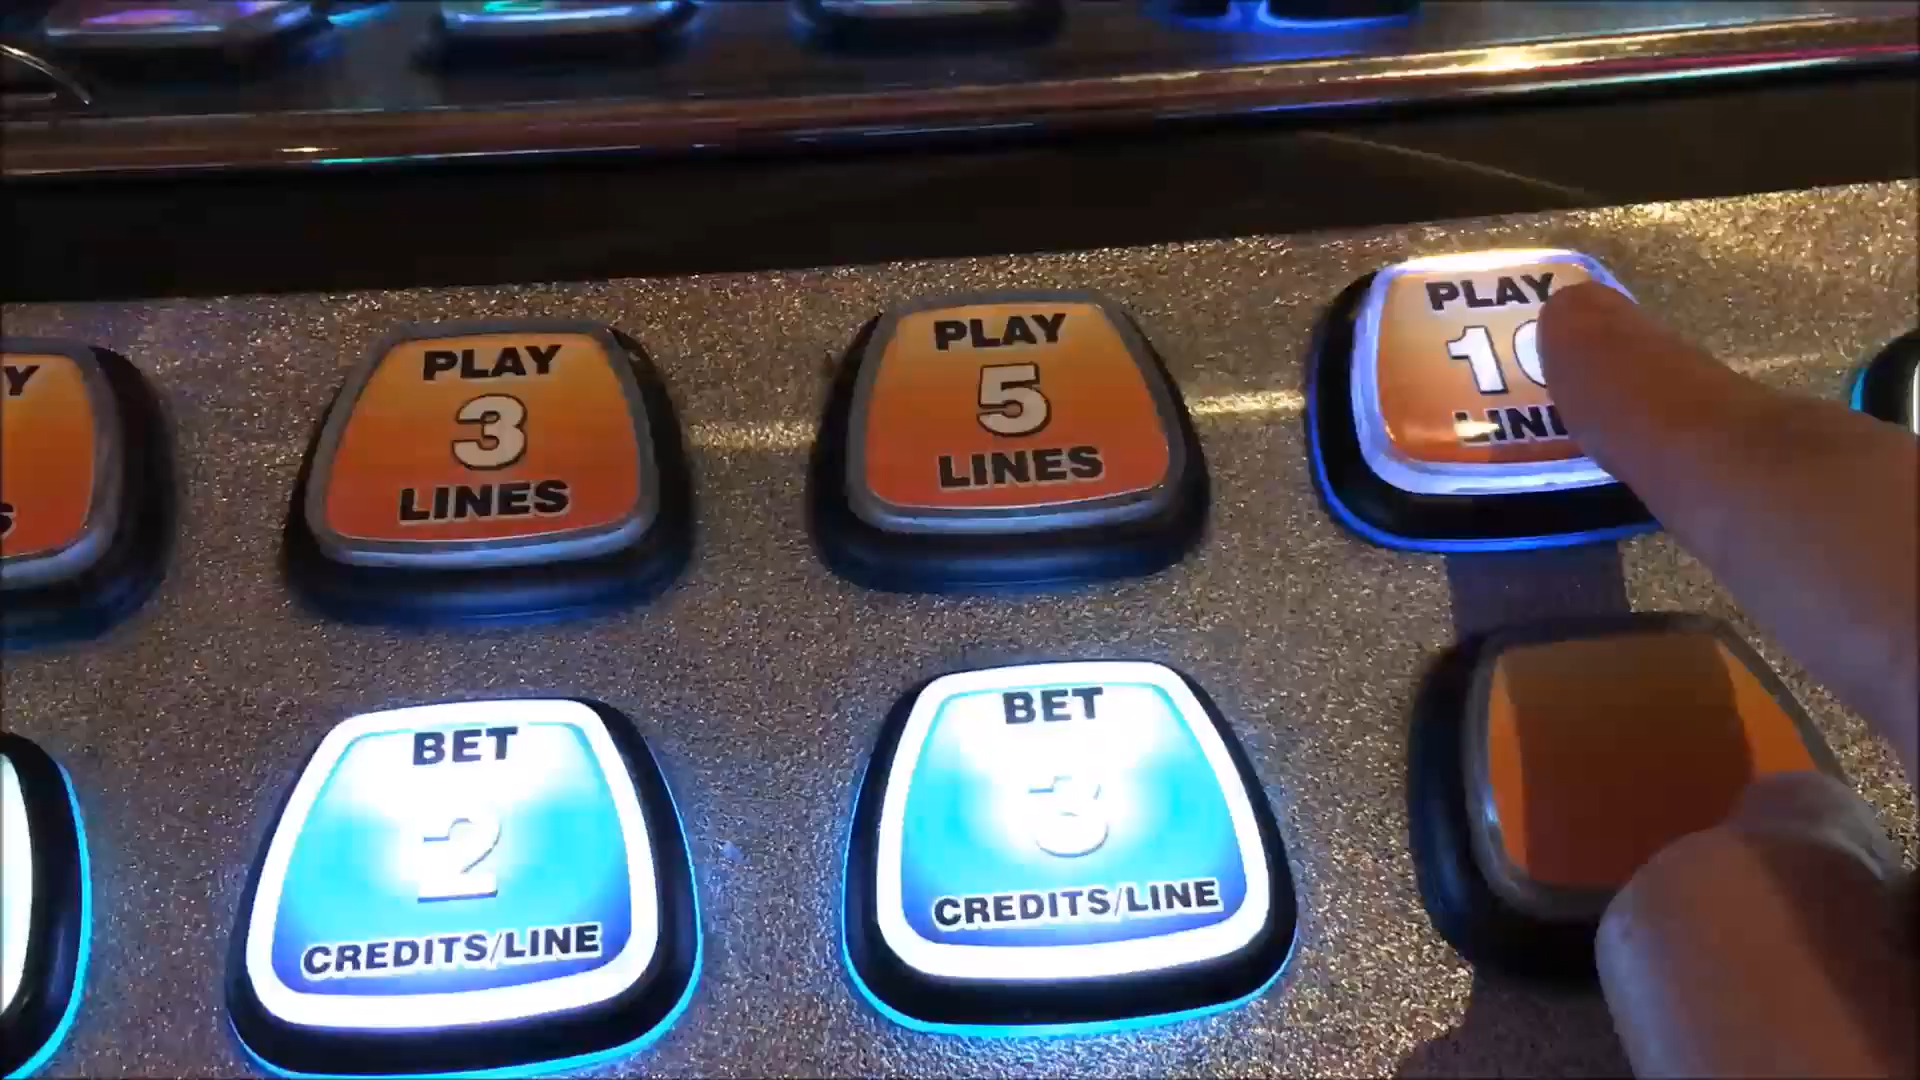 PLAY
3
LINES
PLAY
5
LINES
PLAY
BET
2
CREDITS/LINE
BET
3
CREDITS/LINE